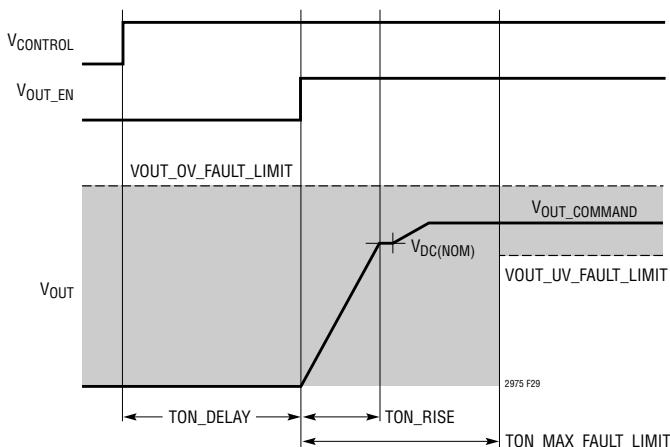 VCONTROL
VOUT_EN
VOUT_OV_FAULT_LIMIT
VOUT_COMMAND
VDC(NOM)
VOUT_UV_FAULT_LIMIT
VOUT
2975 F29
TON_DELAY
TON_RISE
TON_MAX_FAULT_LIMIT